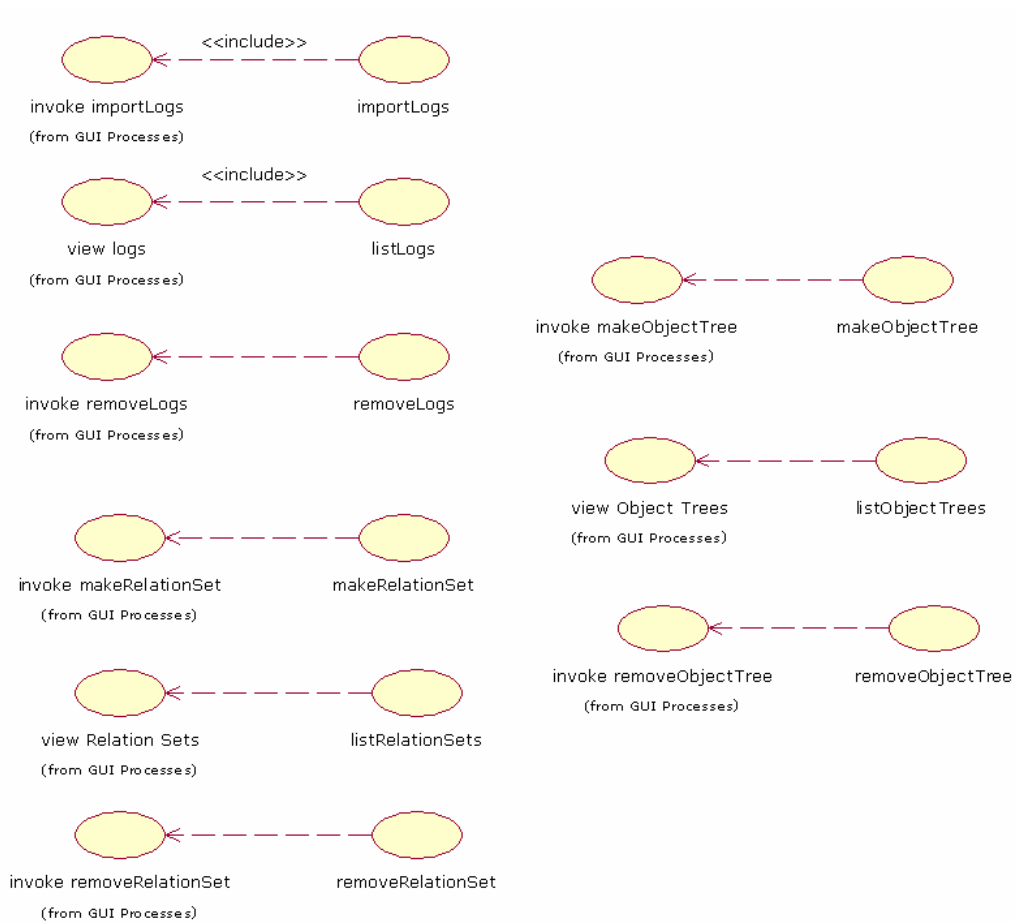 <<include>>
invoke importLogs
importLogs
(from GUI Processes)
<<include>>
view logs
listLogs
(from GUI Processes)
invoke removeLogs
removeLogs
(from GUI Processes)
invoke makeRelationSet
makeRelationSet
(from GUI Processes)
view Relation Sets
listRelationSets
(from GUI Processes)
invoke removeRelationSet
removeRelationSet
(from GUI Processes)
invoke makeObjectTree
makeObjectTree
(from GUI Processes)
view Object Trees
listObjectTrees
(from GUI Processes)
invoke removeObjectTree
removeObjectTree
(from GUI Processes)